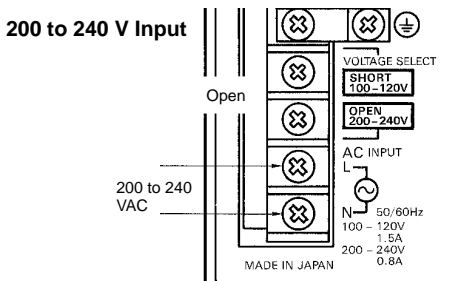 200 to 240 V Input
VOLTAGE SELECT
SHORT
100–120V
Open
OPEN
200–240V
AC INPUT
L
200 to 240
VAC
N
50/60Hz
100 – 120V
1.5A
200 – 240V
0.8A
MADE IN JAPAN